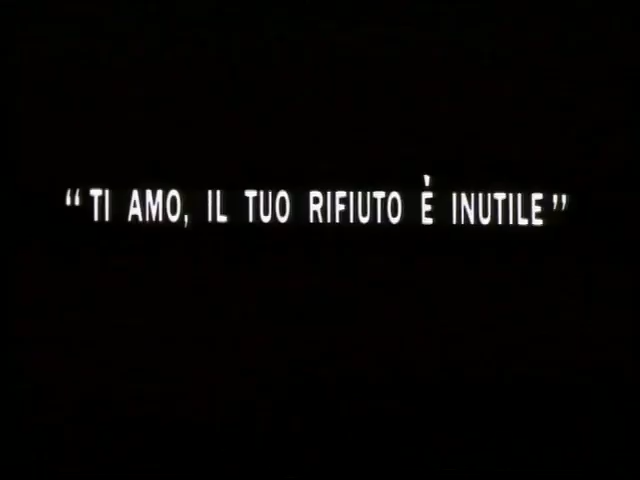 “TI AMO, IL TUO RIFIUTO È INUTILE”